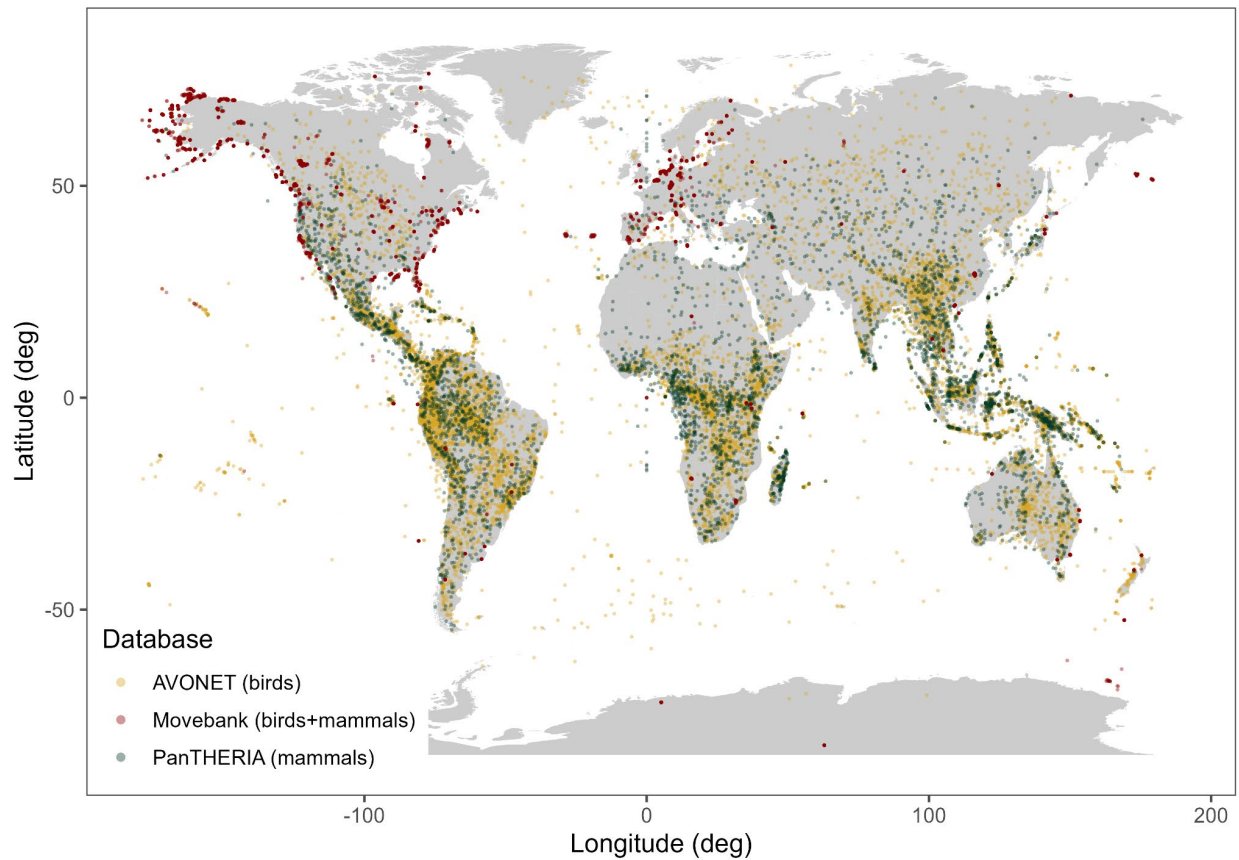 50
0
-50
Latitude (deg)
Database
AVONET (birds)
Movebank (birds+mammals)
PanTHERIA (mammals)
-100
0
100
200
Longitude (deg)